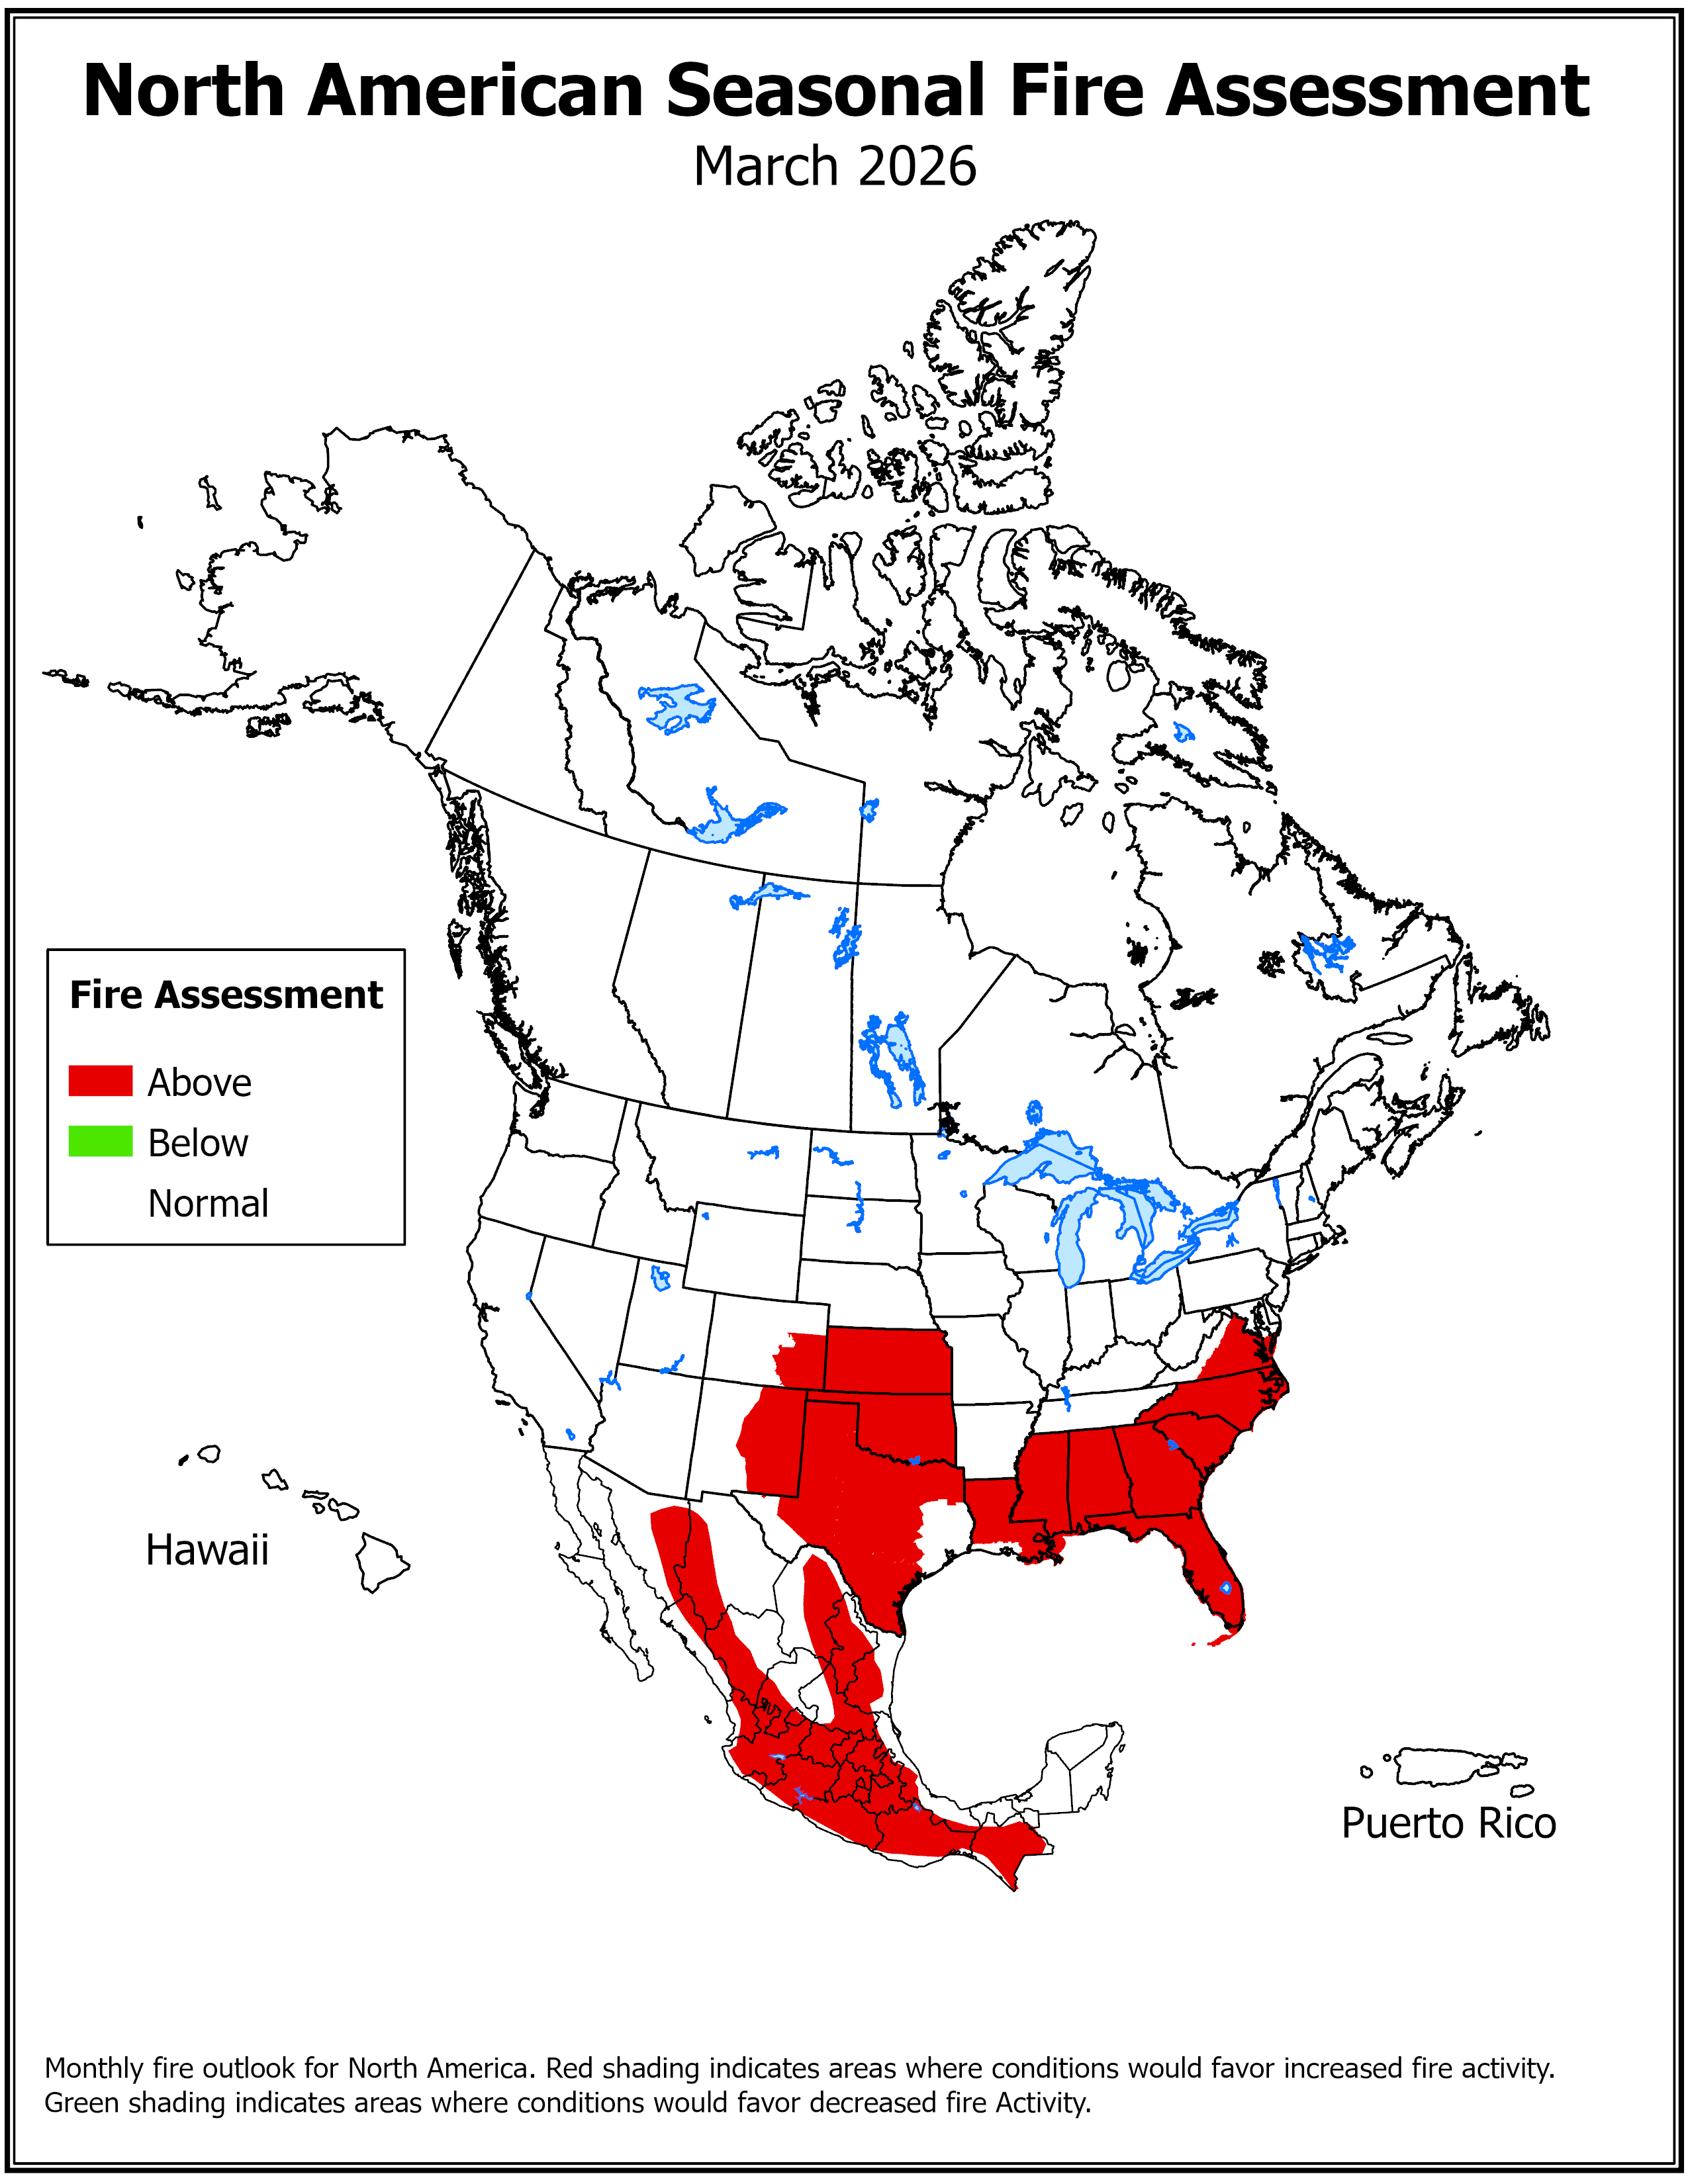 North American Seasonal Fire Assessment
March 2026
Fire Assessment
Above
Below
Normal
Hawaii
Puerto Rico
Monthly fire outlook for North America. Red shading indicates areas where conditions would favor increased fire activity.
Green shading indicates areas where conditions would favor decreased fire Activity.